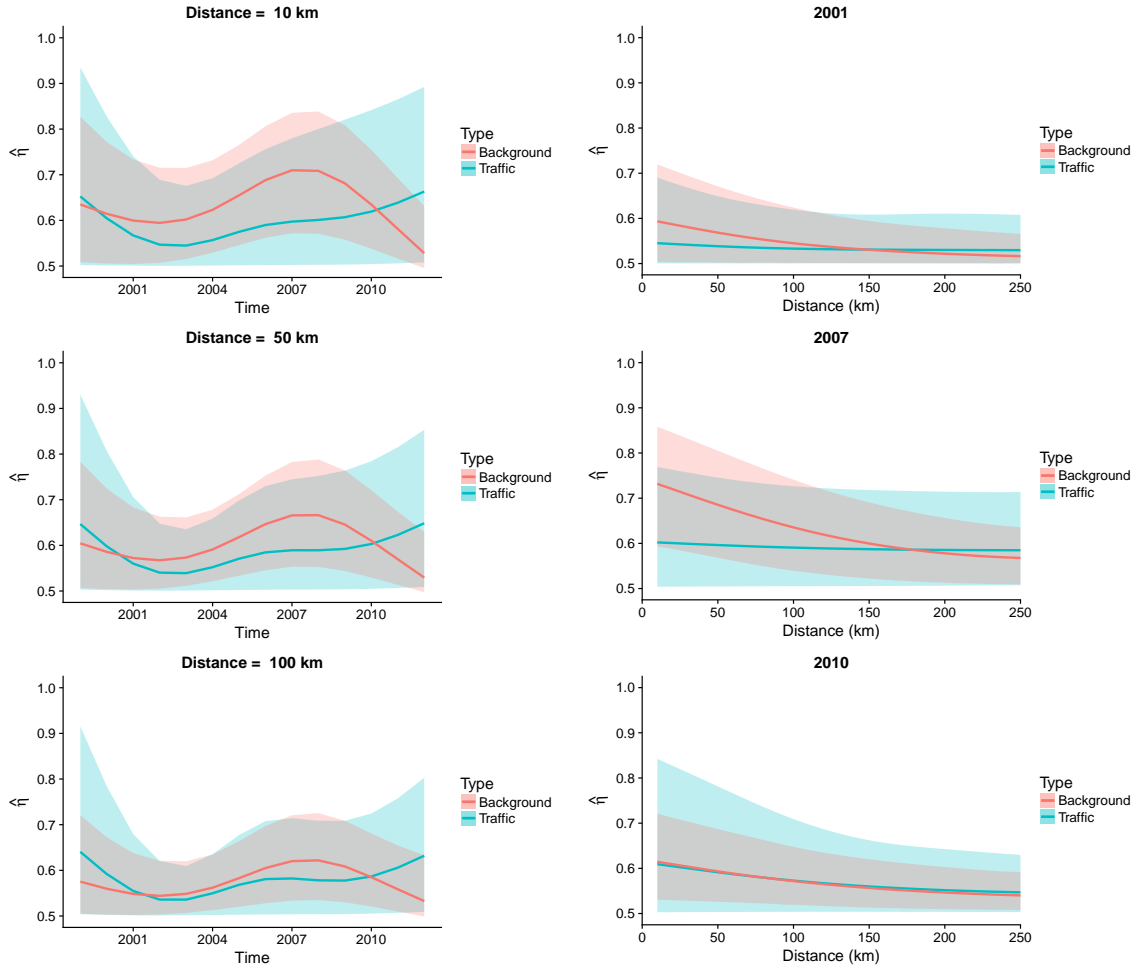 Distance =  10 km
1.0
0.9
0.8
0.7
0.6
0.5
η̂
2001
2004
2007
2010
Time
Type
Background
Traffic
2001
1.0
0.9
0.8
0.7
0.6
0.5
η̂
0
50
100
150
200
250
Distance (km)
Type
Background
Traffic
Distance =  50 km
1.0
0.9
0.8
0.7
0.6
0.5
η̂
2001
2004
2007
2010
Time
Type
Background
Traffic
2007
1.0
0.9
0.8
0.7
0.6
0.5
η̂
0
50
100
150
200
250
Distance (km)
Type
Background
Traffic
Distance =  100 km
1.0
0.9
0.8
0.7
0.6
0.5
η̂
2001
2004
2007
2010
Time
Type
Background
Traffic
2010
1.0
0.9
0.8
0.7
0.6
0.5
η̂
0
50
100
150
200
250
Distance (km)
Type
Background
Traffic